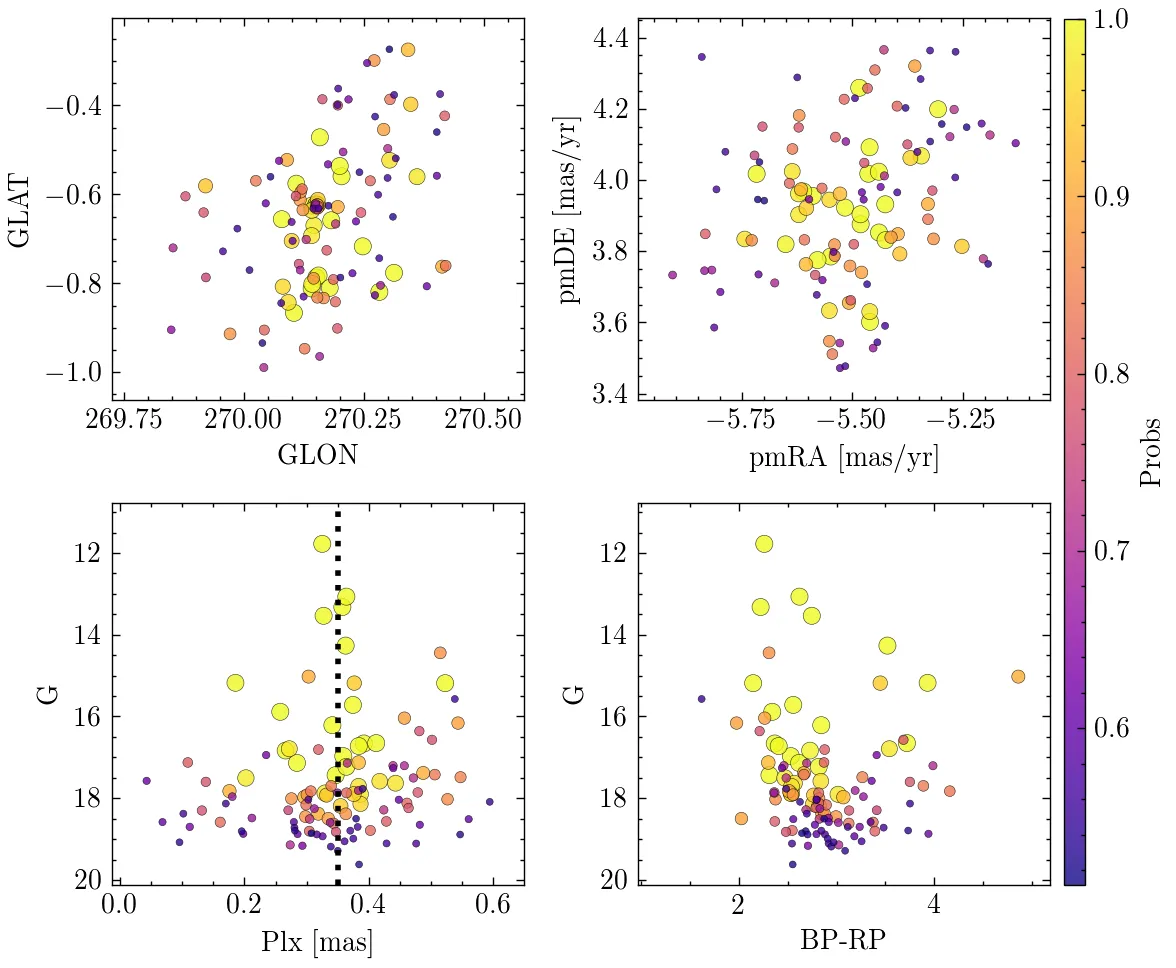 −0.4
−0.6
−0.8
−1.0
GLAT
269.75 270.00 270.25 270.50
GLON
4.4
4.2
4.0
3.8
3.6
3.4
pmDE [mas/yr]
−5.75 −5.50 −5.25
pmRA [mas/yr]
12
14
16
18
20
G
0.0 0.2 0.4 0.6
Plx [mas]
12
14
16
18
20
G
2 4
BP-RP
1.0
0.9
0.8
0.7
0.6
Probs